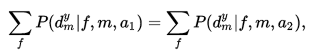 ∑_f P(d_m^y|f, m, a_1) = ∑_f P(d_m^y|f, m, a_2),